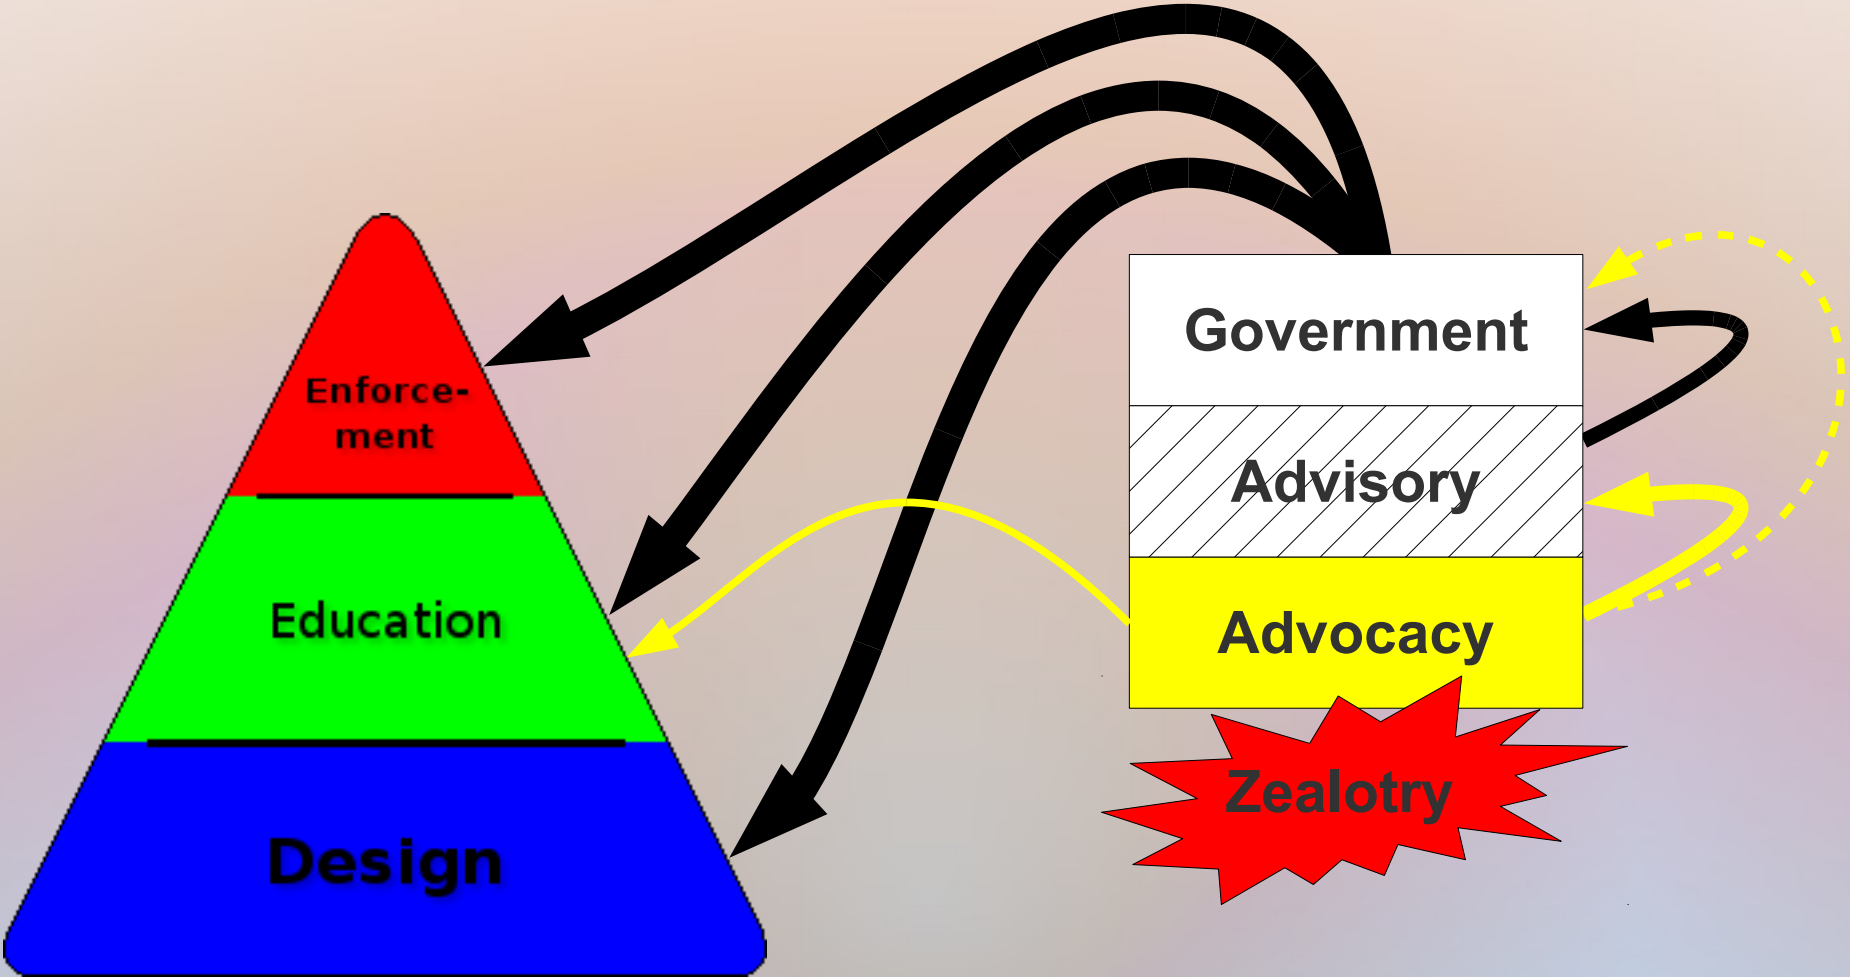 Enforce-
ment
Education
Design
Government
Advisory
Advocacy
Zealotry